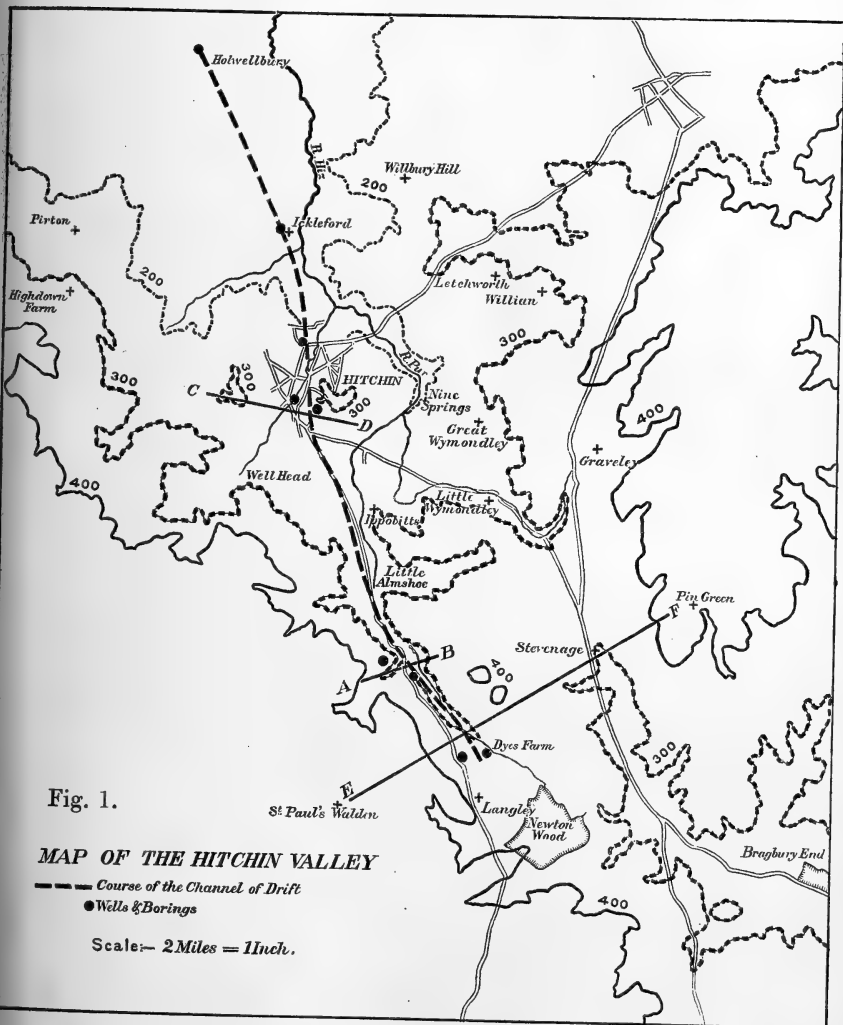 Holwellbury
R. Hiz
Willbury Hill
200
Pirton
Ickleford
200
Letchworth
Willian
Highdown
Farm
300
300
300
C
HITCHIN
R. Pur
Nine
Springs
300
D
400
Great
Wymondley
Graveley
Well Head
400
Little
Wymondley
Ippobitts
Little
Almshoe
Pin Green
F
Stevenage
B
400
A
Dyes Farm
300
E
St. Paul's Walden
Langley
Newton
Wood
Bragbury End
400
Fig. 1.
MAP OF THE HITCHIN VALLEY
Course of the Channel of Drift
Wells & Borings
Scale:- 2 Miles = 1 Inch.